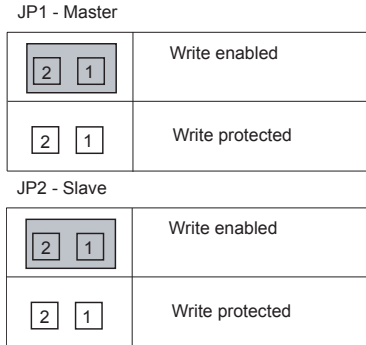 JP1 - Master
2 1 Write enabled
2 1 Write protected
JP2 - Slave
2 1 Write enabled
2 1 Write protected